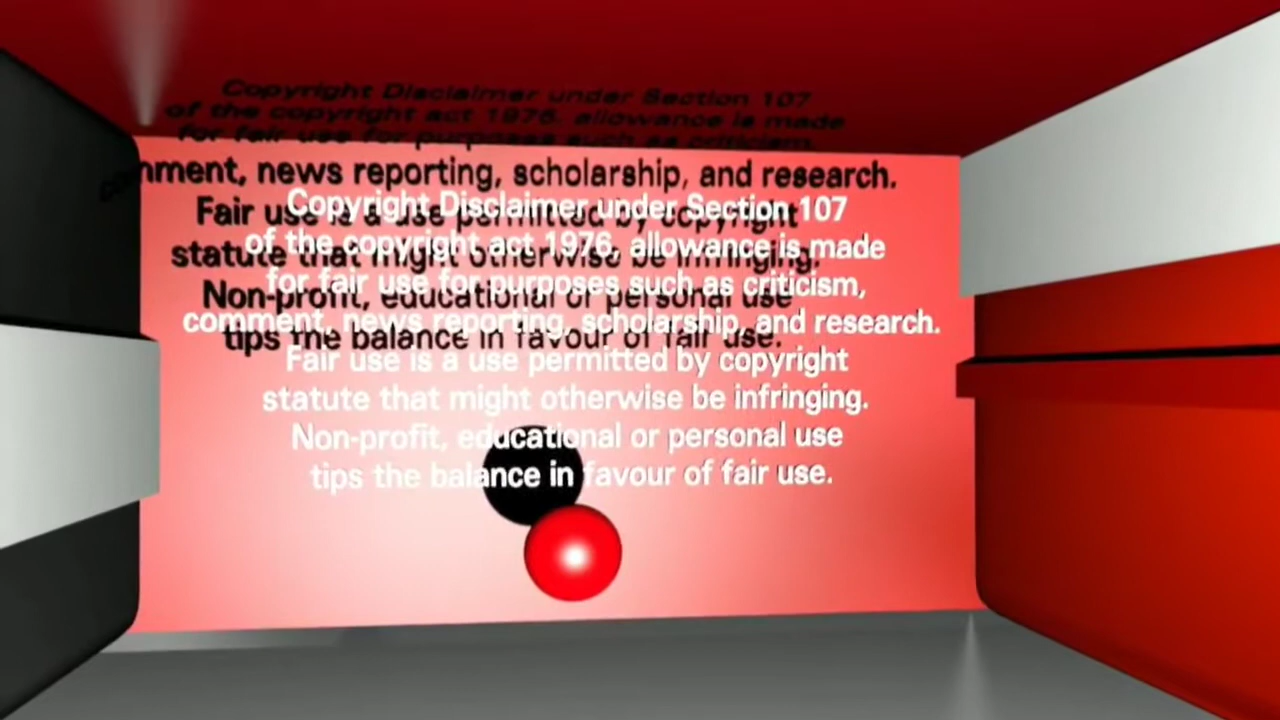 Copyright Disclaimer under Section 107
of the copyright act 1976, allowance is made
for fair use for purposes such as criticism,
comment, news reporting, scholarship, and research.
Fair use is a use permitted by copyright
statute that might otherwise be infringing.
Non-profit, educational or personal use
tips the balance in favour of fair use.